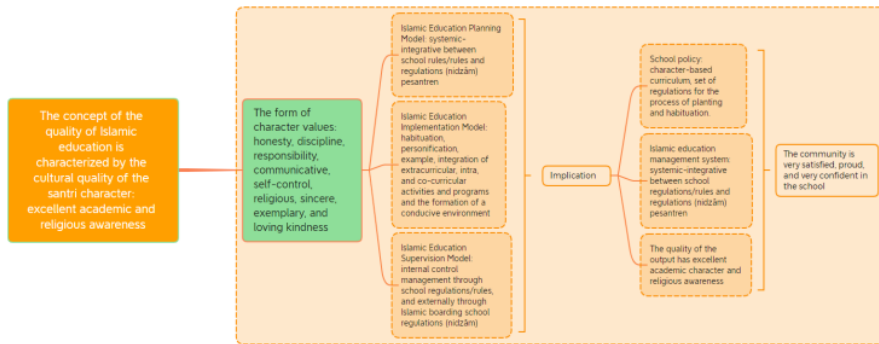 The concept of the
quality of Islamic
education is
characterized by the
cultural quality of the
santri character:
excellent academic and
religious awareness
The form of
character values:
honesty, discipline,
responsibility,
communicative,
self-control,
religious, sincere,
exemplary, and
loving kindness
Islamic Education Planning
Model: systemic-
integrative between
school rules/rules and
regulations (nidzām)
pesantren
Islamic Education
Implementation Model:
habituation,
personification,
example, integration of
extracurricular, intra,
and co-curricular
activities and programs
and the formation of a
conducive environment
Islamic Education
Supervision Model:
internal control
management through
school regulations/rules,
and externally through
Islamic boarding school
regulations (nidzām)
Implication
School policy:
character-based
curriculum, set of
regulations for the
process of planting
and habituation.
Islamic education
management system:
systemic-integrative
between school
regulations/rules and
regulations (nidzām)
pesantren
The quality of the
output has excellent
academic character and
religious awareness
The community is
very satisfied, proud,
and very confident in
the school